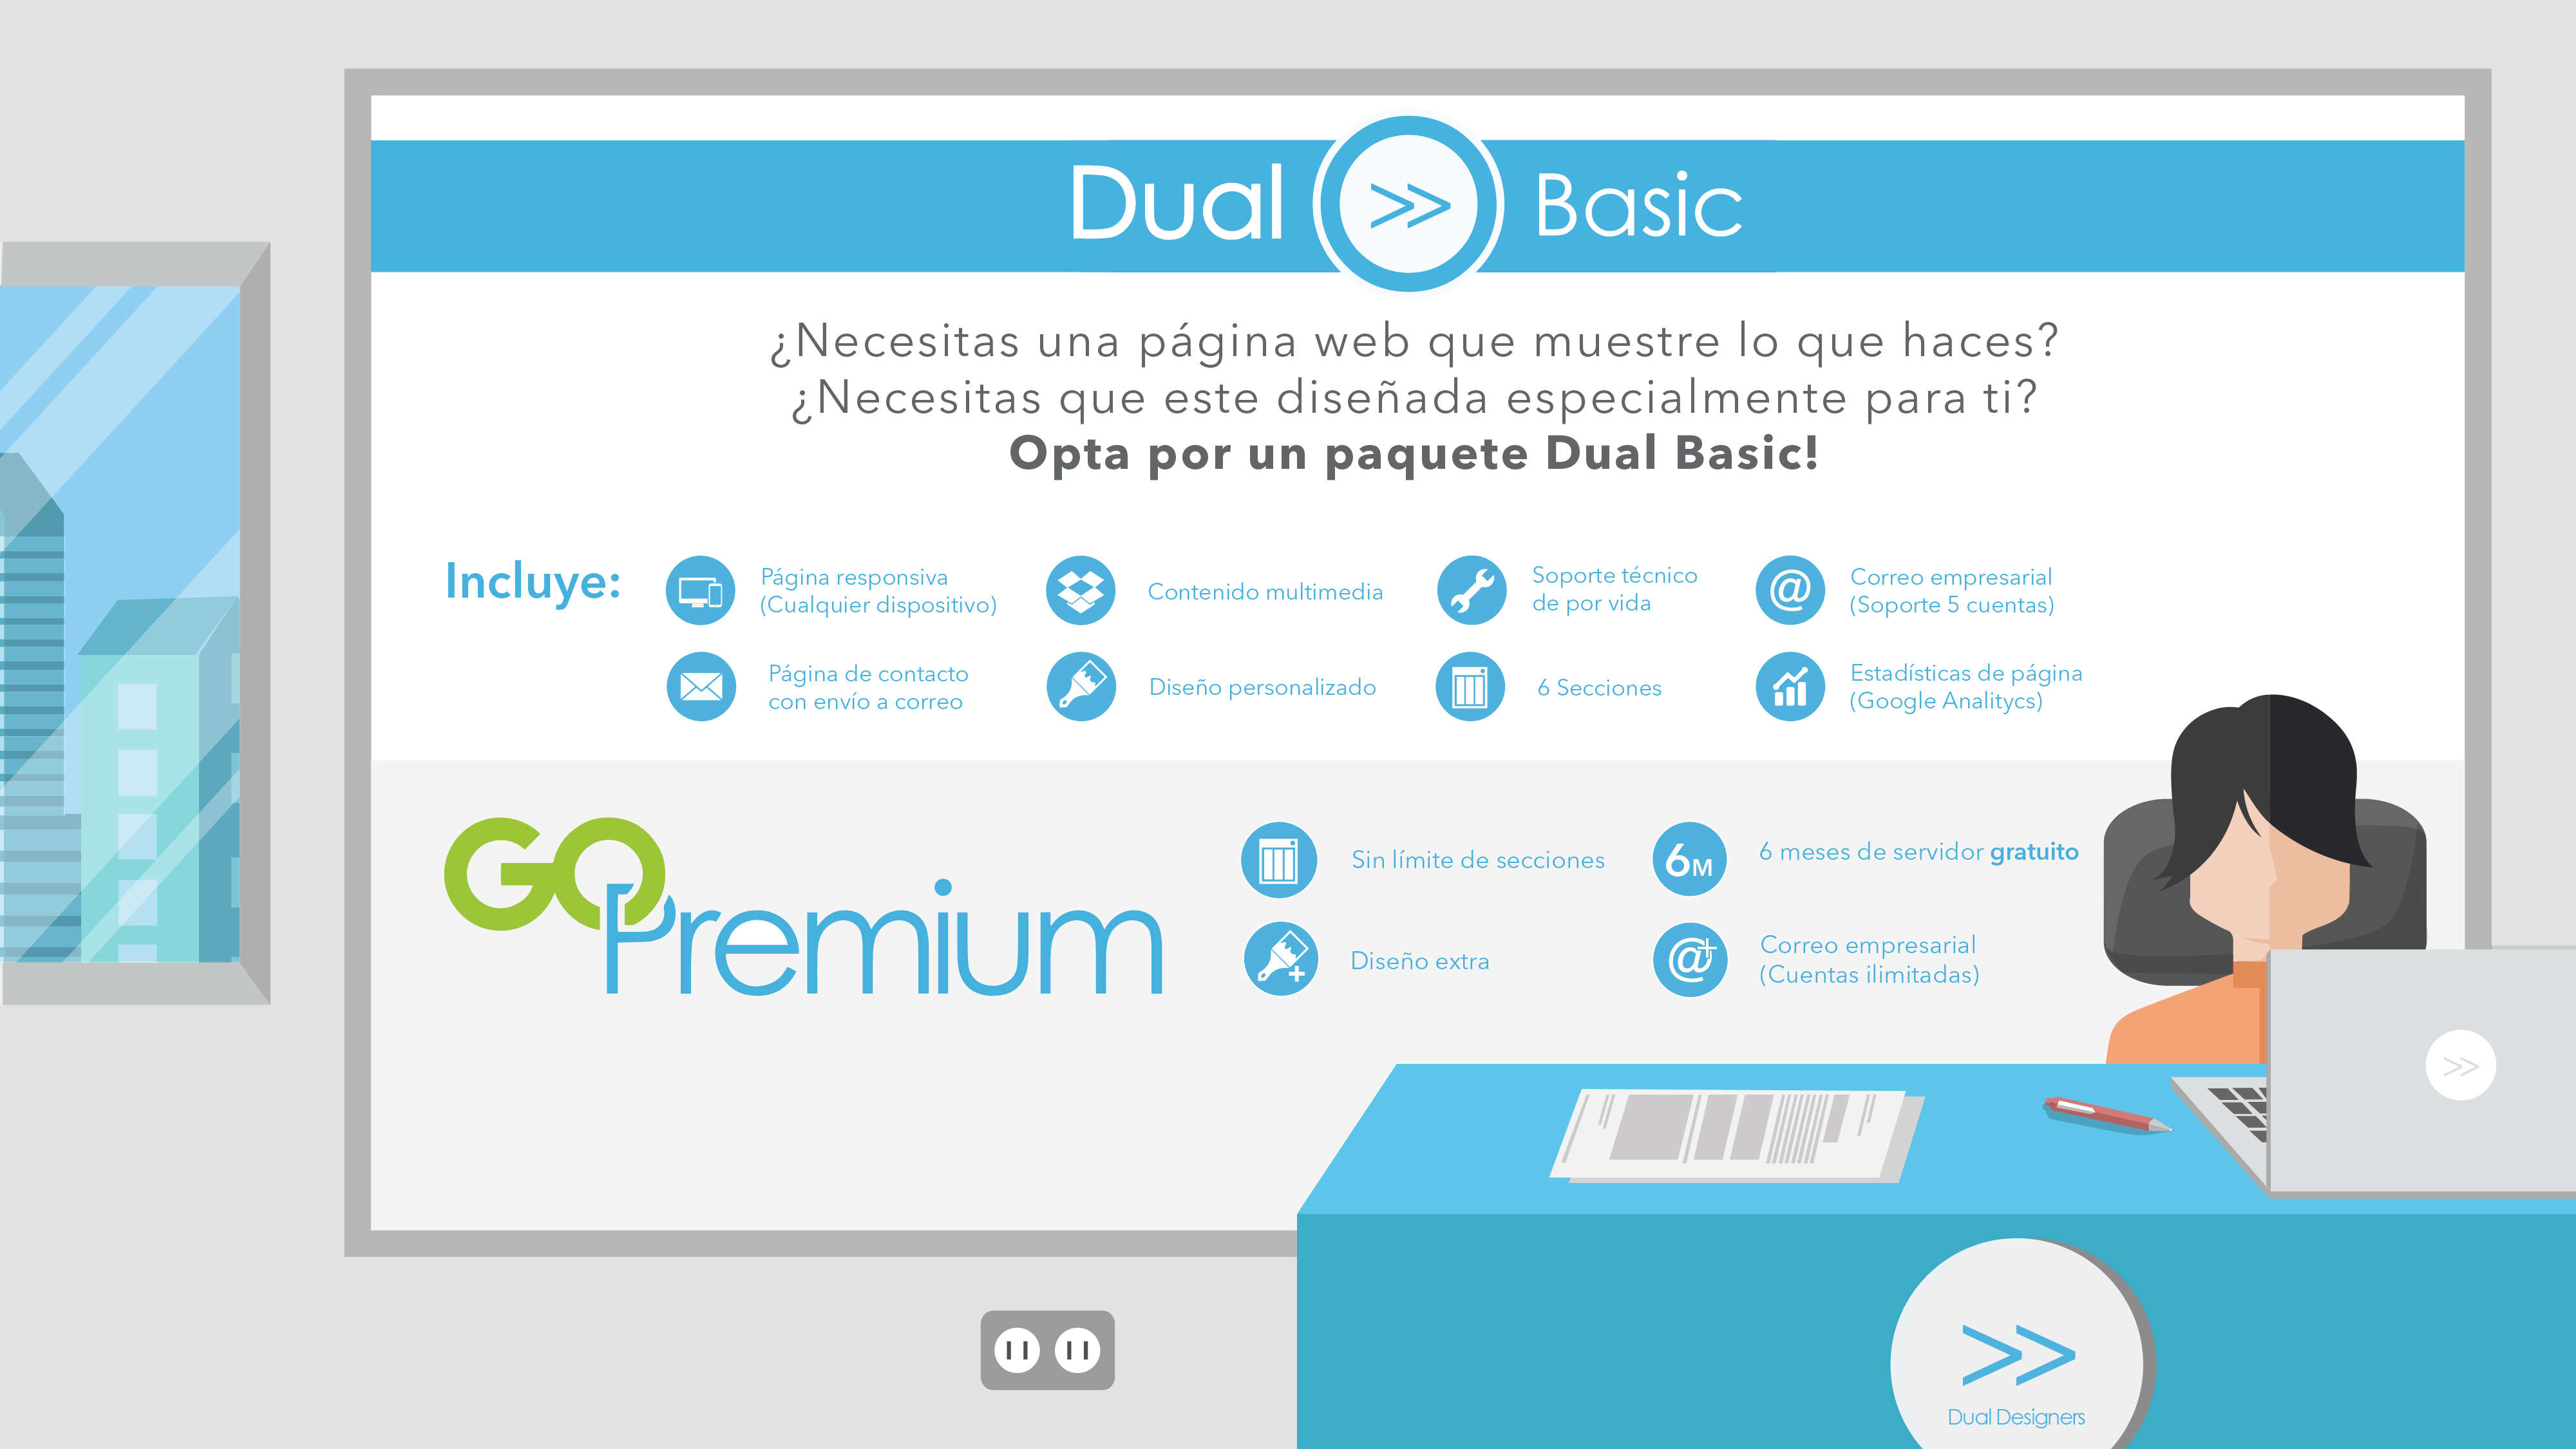 Dual >> Basic
¿Necesitas una página web que muestre lo que haces?
¿Necesitas que este diseñada especialmente para ti?
Opta por un paquete Dual Basic!
Incluye:
Página responsiva
(Cualquier dispositivo)
Contenido multimedia
Soporte técnico
de por vida
@
Correo empresarial
(Soporte 5 cuentas)
Página de contacto
con envío a correo
Diseño personalizado
6 Secciones
Estadísticas de página
(Google Analitycs)
GO
Premium
Sin límite de secciones
6M
6 meses de servidor gratuito
Diseño extra
@+
Correo empresarial
(Cuentas ilimitadas)
>>
>>
Dual Designers